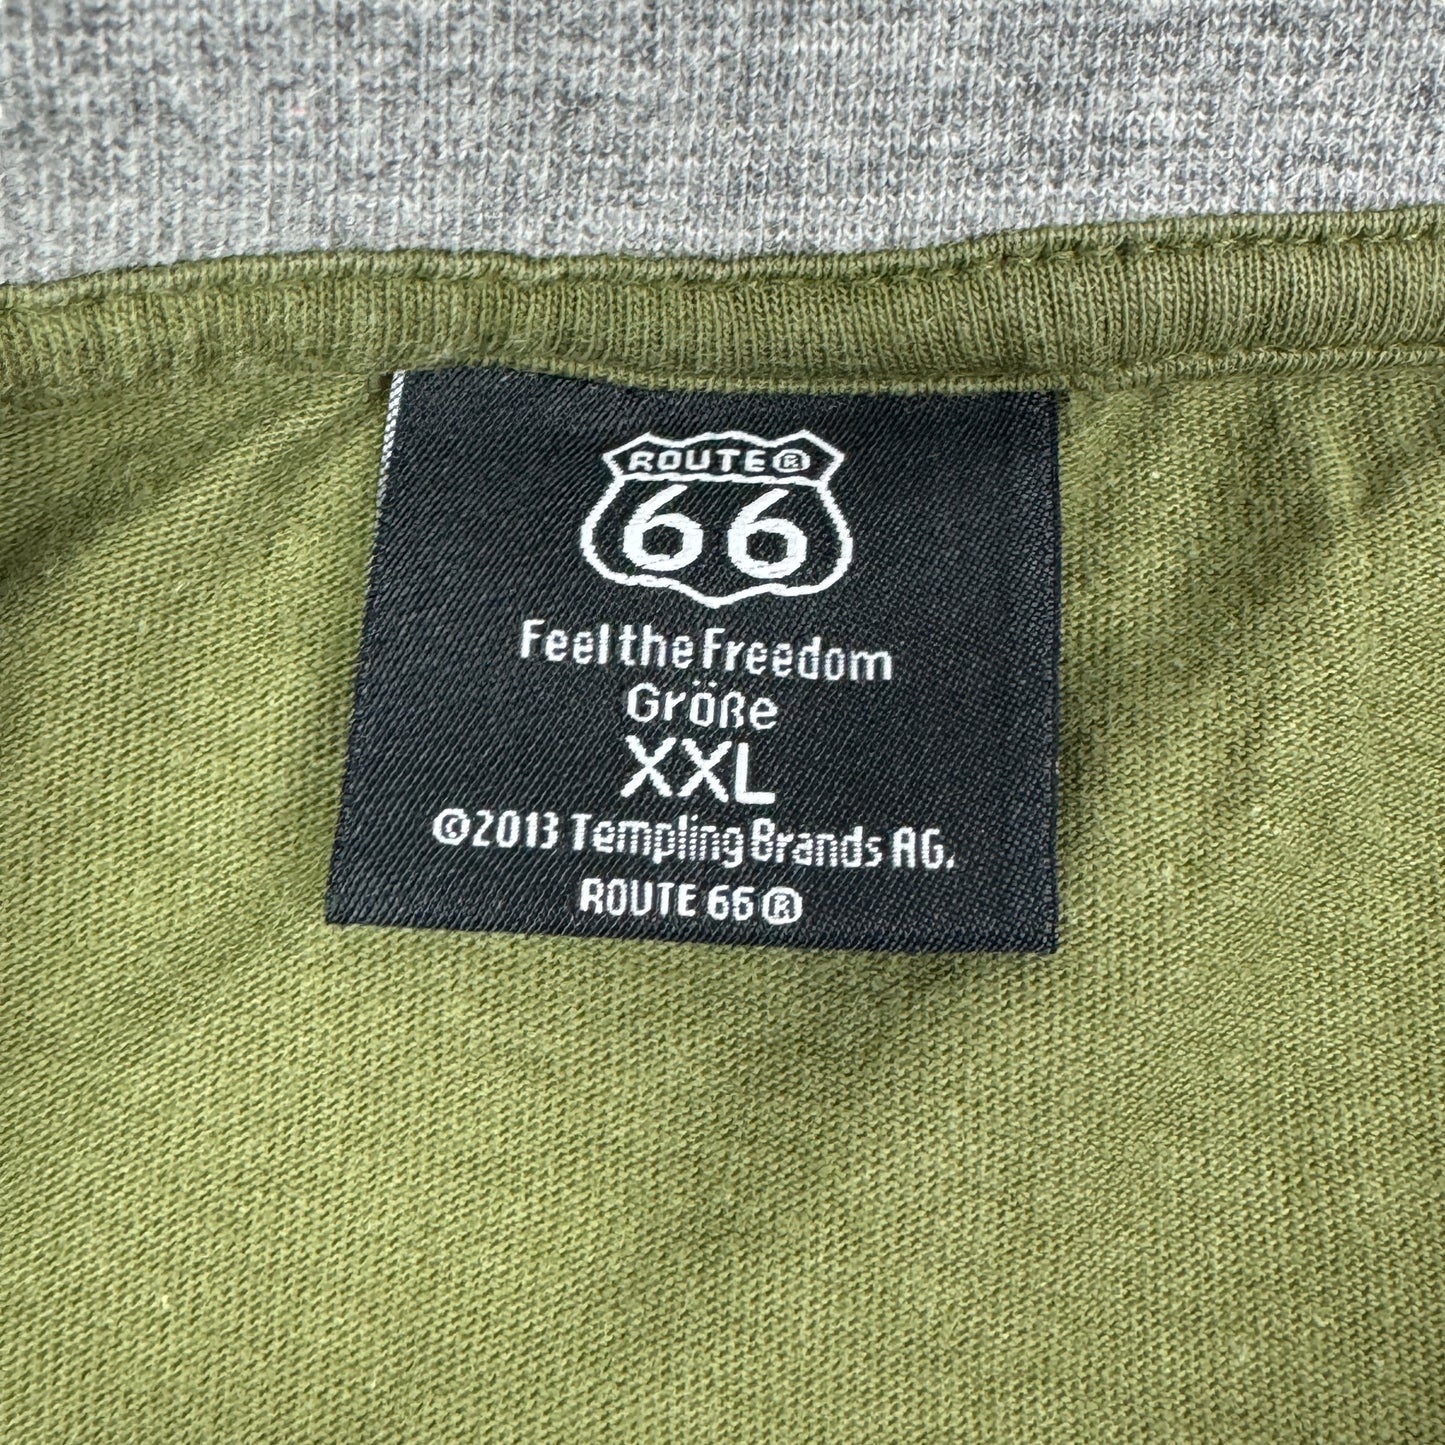 ROUTE®
66
Feel the Freedom
Größe
XXL
©2013 Templing Brands AG.
ROUTE 66®